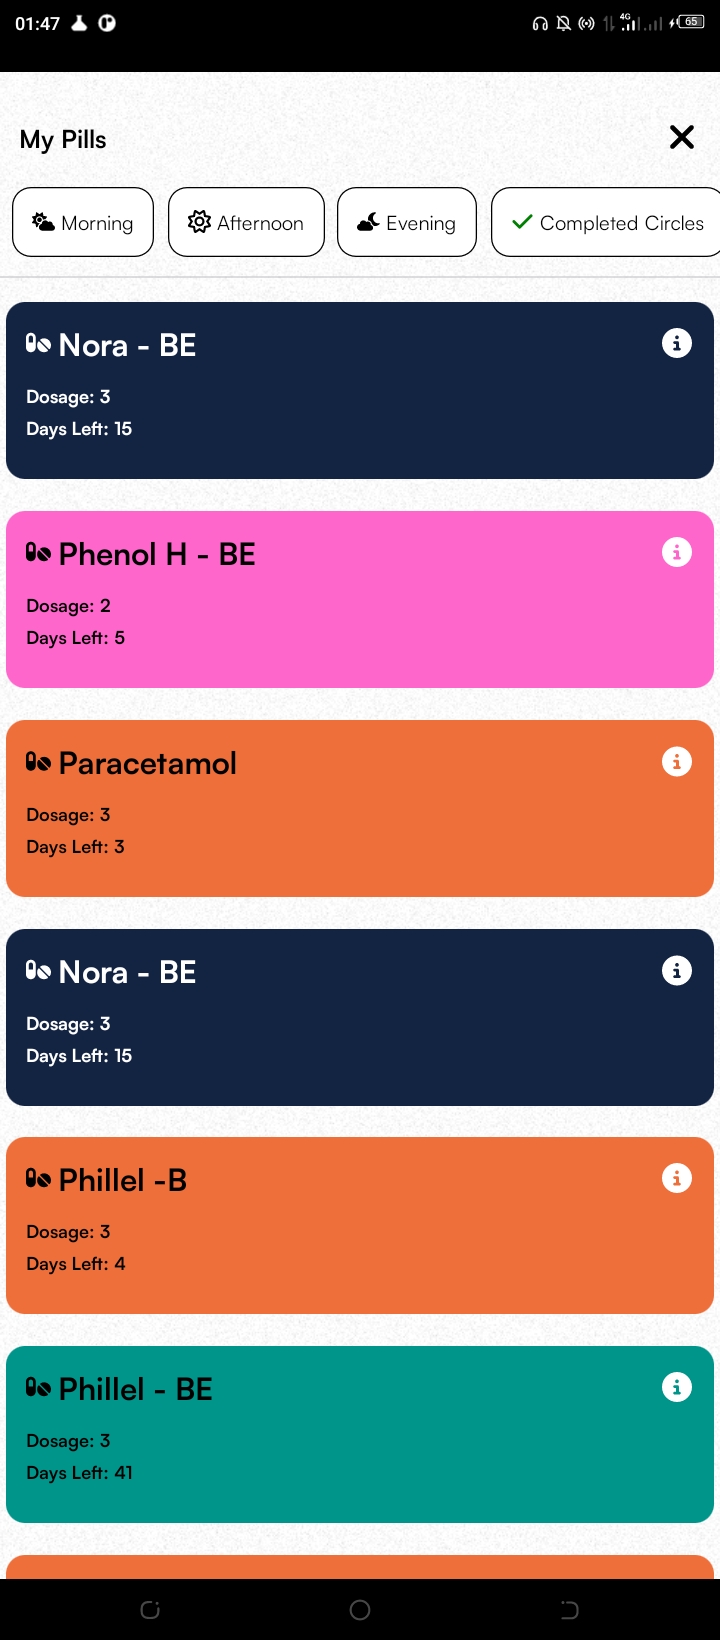 01:47
4G
65
My Pills
Morning
Afternoon
Evening
Completed Circles
Nora - BE
Dosage: 3
Days Left: 15
Phenol H - BE
Dosage: 2
Days Left: 5
Paracetamol
Dosage: 3
Days Left: 3
Nora - BE
Dosage: 3
Days Left: 15
Phillel -B
Dosage: 3
Days Left: 4
Phillel - BE
Dosage: 3
Days Left: 41